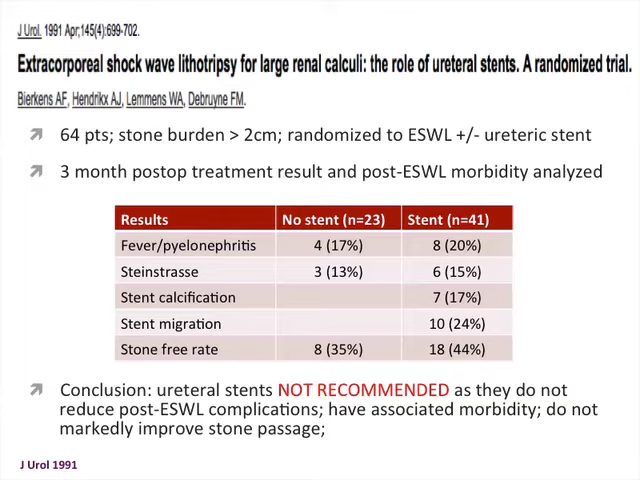 J Urol. 1991 Apr;145(4):699-702.
Extracorporeal shock wave lithotripsy for large renal calculi: the role of ureteral stents. A randomized trial.
Bierkens AF, Hendrikx AJ, Lemmens WA, Debruyne FM.
64 pts; stone burden > 2cm; randomized to ESWL +/- ureteric stent
3 month postop treatment result and post-ESWL morbidity analyzed
Results No stent (n=23) Stent (n=41)
Fever/pyelonephritis 4 (17%) 8 (20%)
Steinstrasse 3 (13%) 6 (15%)
Stent calcification 7 (17%)
Stent migration 10 (24%)
Stone free rate 8 (35%) 18 (44%)
Conclusion: ureteral stents NOT RECOMMENDED as they do not
reduce post-ESWL complications; have associated morbidity; do not
markedly improve stone passage;
J Urol 1991